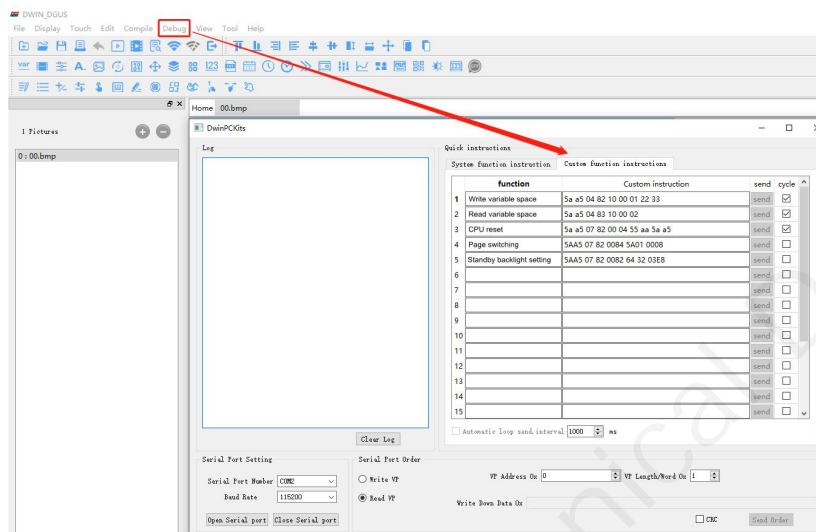 DWIN_DGUS
File Display Touch Edit Compile Debug View Tool Help
Home 00.bmp
1 Pictures
0 : 00.bmp
DwinPCKits
Log
Clear Log
Quick instructions
System function instruction Custom function instructions
function Custom instruction send cycle
1 Write variable space 5a a5 04 82 10 00 01 22 33 send
2 Read variable space 5a a5 04 83 10 00 02 send
3 CPU reset 5a a5 07 82 00 04 55 aa 5a a5 send
4 Page switching 5AA5 07 82 0084 5A01 0008 send
5 Standby backlight setting 5AA5 07 82 0082 64 32 03E8 send
6 send
7 send
8 send
9 send
10 send
11 send
12 send
13 send
14 send
15 send
Automatic loop send,interval 1000 ms
Serial Port Setting
Serial Port Number COM2
Baud Rate 115200
Open Serial port Close Serial port
Serial Port Order
Write VP VP Address 0x 0 VP Length/Word 0x 1
Read VP Write Down Data 0x
CRC Send Order